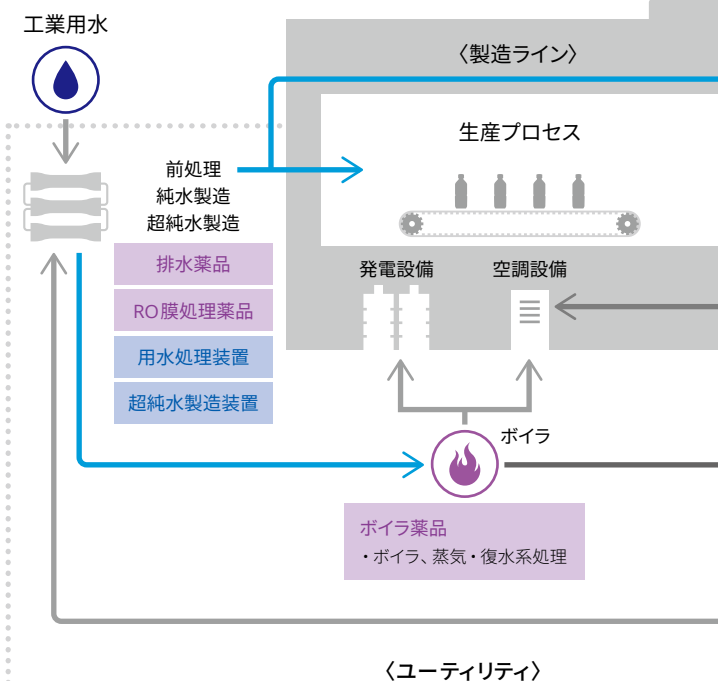 工業用水
〈製造ライン〉
生産プロセス
前処理
純水製造
超純水製造
排水薬品
RO膜処理薬品
用水処理装置
超純水製造装置
発電設備
空調設備
ボイラ
ボイラ薬品
・ボイラ、蒸気・復水系処理
〈ユーティリティ〉